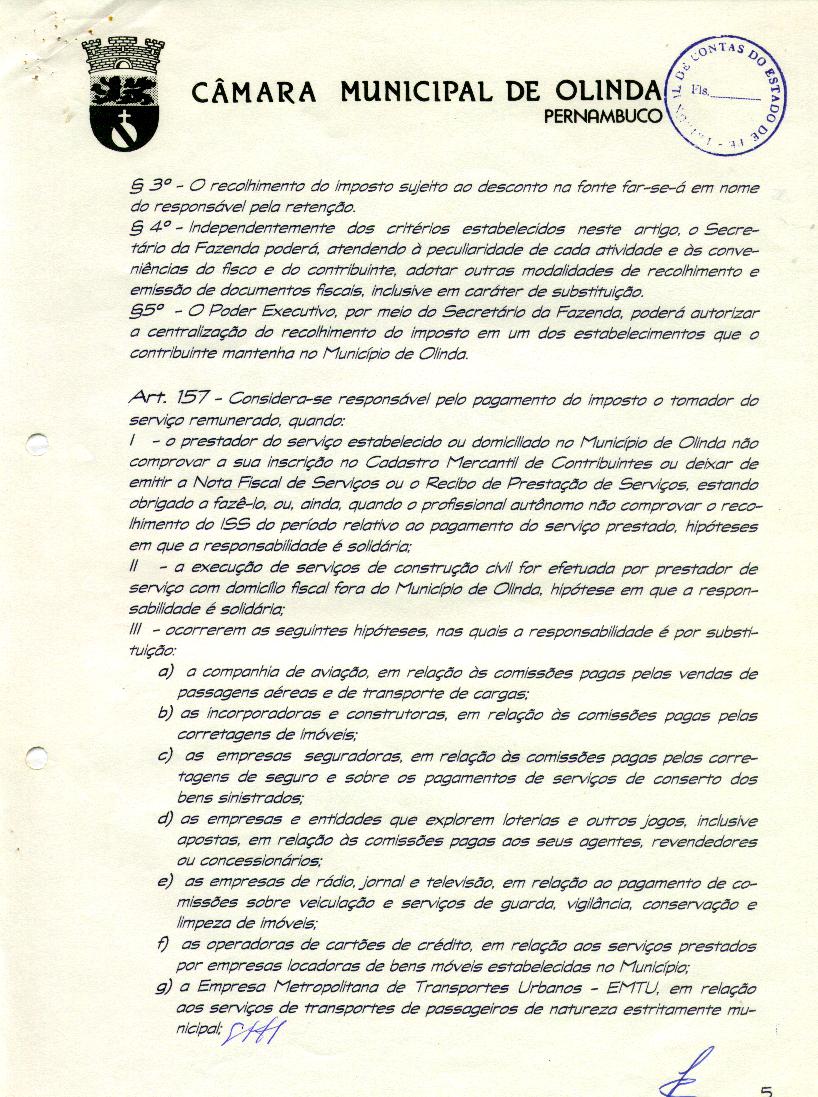 CÂMARA MUNICIPAL DE OLINDA
PERNAMBUCO
DE CONTAS DO ESTADO DE PE
Fls.
§ 3º - O recolhimento do imposto sujeito ao desconto na fonte far-se-á em nome
do responsável pela retenção.
§ 4º - Independentemente dos critérios estabelecidos neste artigo, o Secre-
tário da Fazenda poderá, atendendo à peculiaridade de cada atividade e às conve-
niências do fisco e do contribuinte, adotar outras modalidades de recolhimento e
emissão de documentos fiscais, inclusive em caráter de substituição.
§5º - O Poder Executivo, por meio do Secretário da Fazenda, poderá autorizar
a centralização do recolhimento do imposto em um dos estabelecimentos que o
contribuinte mantenha no Município de Olinda.
Art. 157 - Considera-se responsável pelo pagamento do imposto o tomador do
serviço remunerado, quando:
I - o prestador do serviço estabelecido ou domiciliado no Município de Olinda não
comprovar a sua inscrição no Cadastro Mercantil de Contribuintes ou deixar de
emitir a Nota Fiscal de Serviços ou o Recibo de Prestação de Serviços, estando
obrigado a fazê-lo, ou, ainda, quando o profissional autônomo não comprovar o reco-
lhimento do ISS do período relativo ao pagamento do serviço prestado, hipóteses
em que a responsabilidade é solidária;
II - a execução de serviços de construção civil for efetuada por prestador de
serviço com domicílio fiscal fora do Município de Olinda, hipótese em que a respon-
sabilidade é solidária;
III - ocorrerem as seguintes hipóteses, nas quais a responsabilidade é por substi-
tuição:
a) a companhia de aviação, em relação às comissões pagas pelas vendas de
passagens aéreas e de transporte de cargas;
b) as incorporadoras e construtoras, em relação às comissões pagas pelas
corretagens de imóveis;
c) as empresas seguradoras, em relação às comissões pagas pelas corre-
tagens de seguro e sobre os pagamentos de serviços de conserto dos
bens sinistrados;
d) as empresas e entidades que explorem loterias e outros jogos, inclusive
apostas, em relação às comissões pagas aos seus agentes, revendedores
ou concessionários;
e) as empresas de rádio, jornal e televisão, em relação ao pagamento de co-
missões sobre veiculação e serviços de guarda, vigilância, conservação e
limpeza de imóveis;
f) as operadoras de cartões de crédito, em relação aos serviços prestados
por empresas locadoras de bens móveis estabelecidas no Município;
g) a Empresa Metropolitana de Transportes Urbanos - EMTU, em relação
aos serviços de transportes de passageiros de natureza estritamente mu-
nicipal;
5